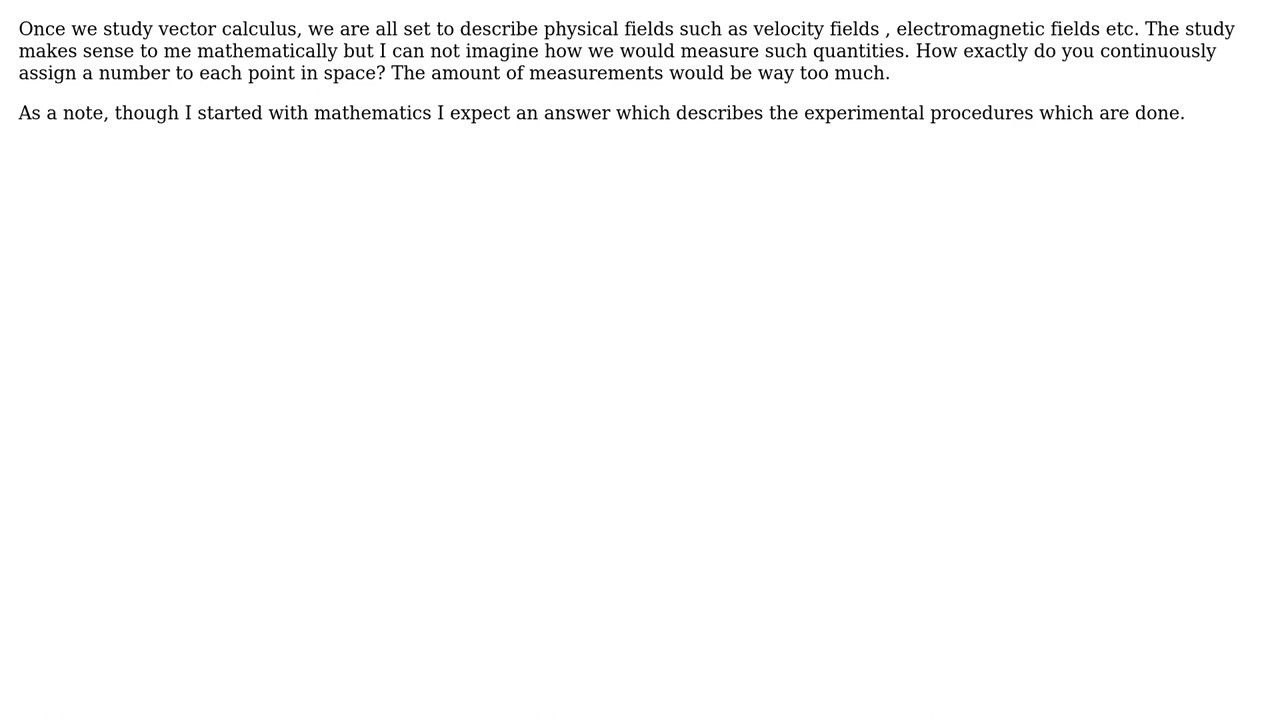 Once we study vector calculus, we are all set to describe physical fields such as velocity fields , electromagnetic fields etc. The study
makes sense to me mathematically but I can not imagine how we would measure such quantities. How exactly do you continuously
assign a number to each point in space? The amount of measurements would be way too much.
As a note, though I started with mathematics I expect an answer which describes the experimental procedures which are done.